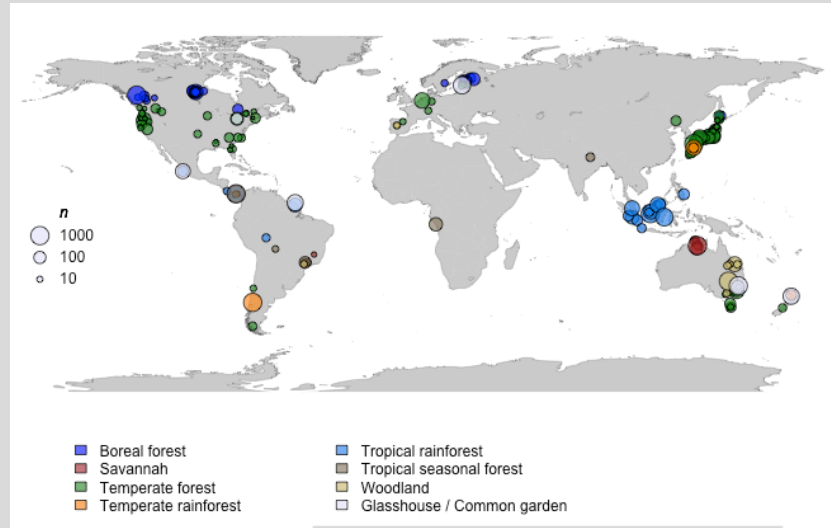 n
1000
100
10
Boreal forest
Savannah
Temperate forest
Temperate rainforest
Tropical rainforest
Tropical seasonal forest
Woodland
Glasshouse / Common garden